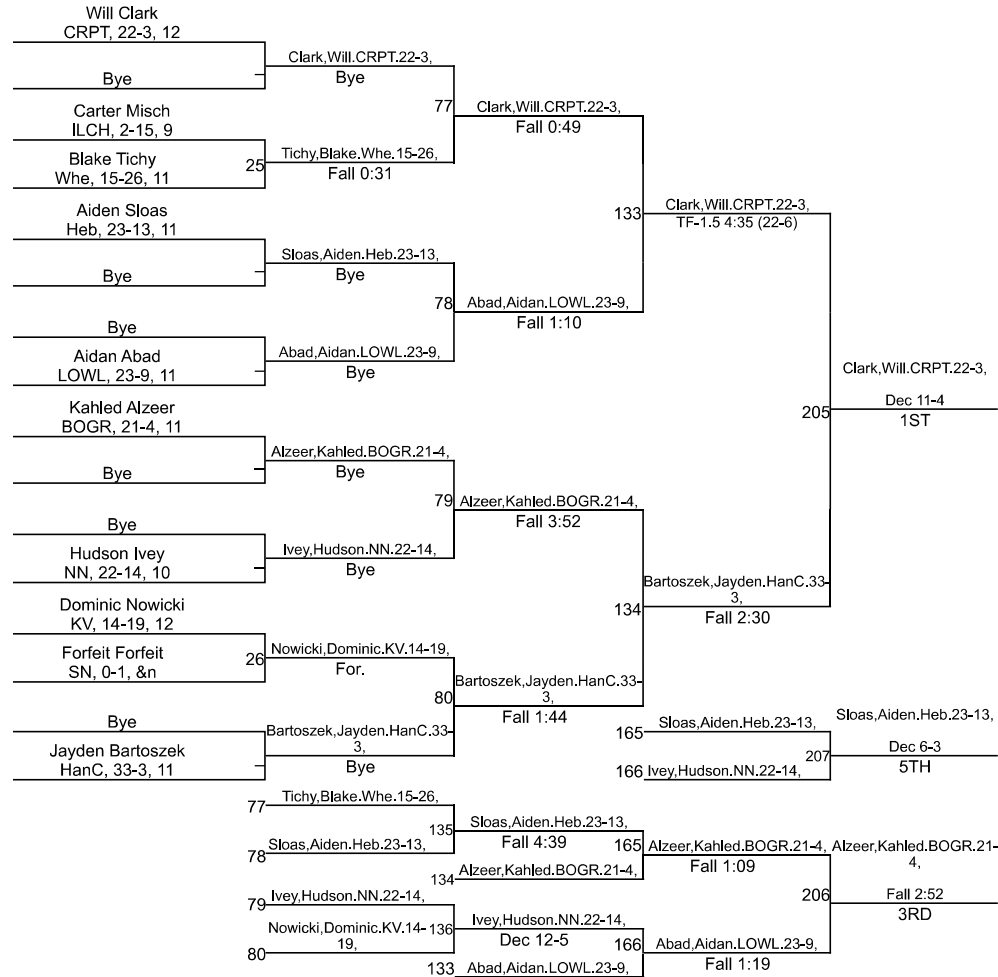 Will Clark
CRPT, 22-3, 12
Bye
Carter Misch
ILCH, 2-15, 9
Blake Tichy
Whe, 15-26, 11
Aiden Sloas
Heb, 23-13, 11
Bye
Bye
Aidan Abad
LOWL, 23-9, 11
Kahled Alzeer
BOGR, 21-4, 11
Bye
Bye
Hudson Ivey
NN, 22-14, 10
Dominic Nowicki
KV, 14-19, 12
Forfeit Forfeit
SN, 0-1, &n
Bye
Jayden Bartoszek
HanC, 33-3, 11
Clark,Will.CRPT.22-3,
Bye
25
Tichy,Blake.Whe.15-26,
Fall 0:31
Sloas,Aiden.Heb.23-13,
Bye
Abad,Aidan.LOWL.23-9,
Bye
Alzeer,Kahled.BOGR.21-4,
Bye
Ivey,Hudson.NN.22-14,
Bye
26
Nowicki,Dominic.KV.14-19,
For.
Bartoszek,Jayden.HanC.33-
3,
Bye
77
Clark,Will.CRPT.22-3,
Fall 0:49
78
Abad,Aidan.LOWL.23-9,
Fall 1:10
79
Alzeer,Kahled.BOGR.21-4,
Fall 3:52
80
Bartoszek,Jayden.HanC.33-
3,
Fall 1:44
133
Clark,Will.CRPT.22-3,
TF-1.5 4:35 (22-6)
134
Bartoszek,Jayden.HanC.33-
3,
Fall 2:30
205
Clark,Will.CRPT.22-3,
Dec 11-4
1ST
165
Sloas,Aiden.Heb.23-13,
166
Ivey,Hudson.NN.22-14,
207
Sloas,Aiden.Heb.23-13,
Dec 6-3
5TH
77
Tichy,Blake.Whe.15-26,
78
Sloas,Aiden.Heb.23-13,
135
Sloas,Aiden.Heb.23-13,
Fall 4:39
134
Alzeer,Kahled.BOGR.21-4,
165
Alzeer,Kahled.BOGR.21-4,
Fall 1:09
79
Ivey,Hudson.NN.22-14,
80
Nowicki,Dominic.KV.14-
19,
136
Ivey,Hudson.NN.22-14,
Dec 12-5
133
Abad,Aidan.LOWL.23-9,
166
Abad,Aidan.LOWL.23-9,
Fall 1:19
206
Alzeer,Kahled.BOGR.21-
4,
Fall 2:52
3RD